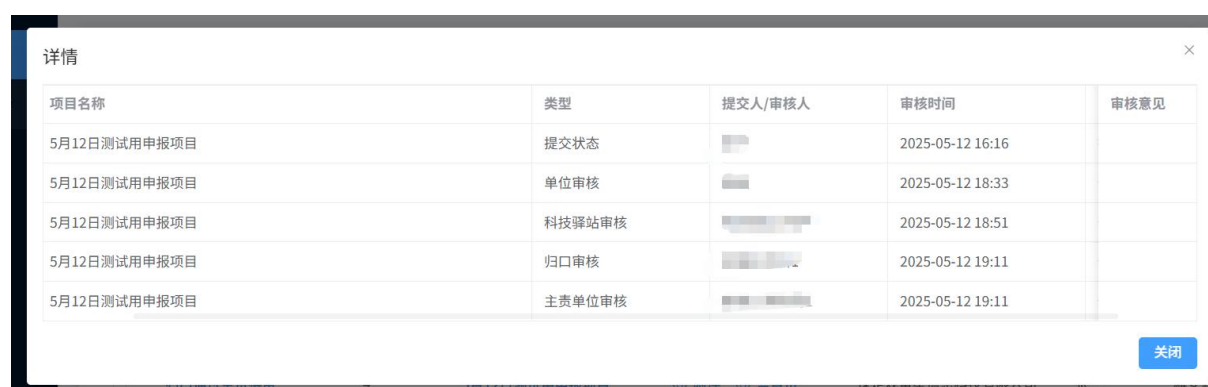 详情
项目名称 类型 提交人/审核人 审核时间 审核意见
5月12日测试用申报项目 提交状态 2025-05-12 16:16
5月12日测试用申报项目 单位审核 2025-05-12 18:33
5月12日测试用申报项目 科技驿站审核 2025-05-12 18:51
5月12日测试用申报项目 归口审核 2025-05-12 19:11
5月12日测试用申报项目 主责单位审核 2025-05-12 19:11
关闭